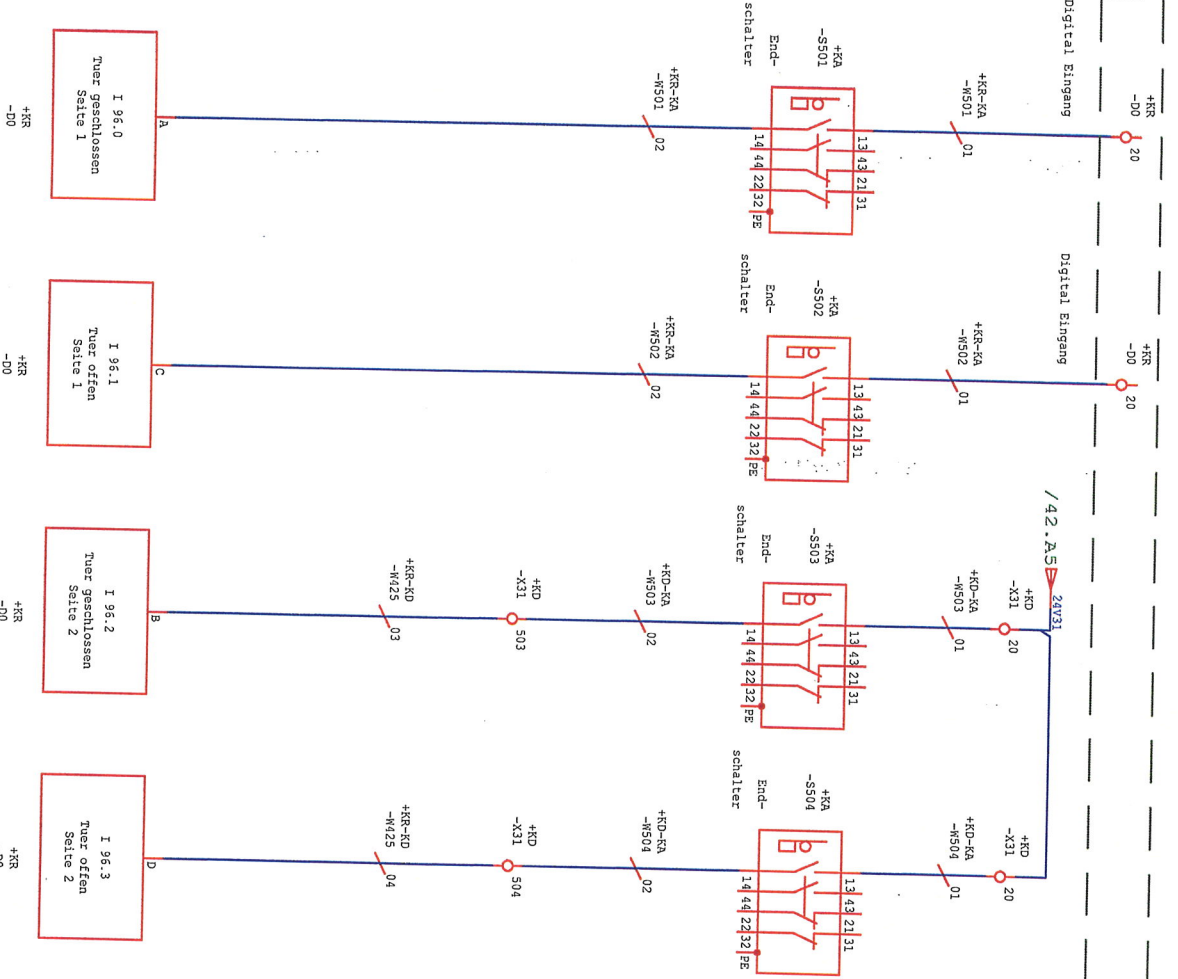 Digital Eingang
+KR
-D0
20
+KR-KA
-W501
01
+KA
-S501
End-
schalter
13 43 21 31
14 44 22 32 PE
+KR-KA
-W501
02
A
I 96.0
Tuer geschlossen
Seite 1
+KR
-D0
Digital Eingang
+KR
-D0
20
+KR-KA
-W502
01
+KA
-S502
End-
schalter
13 43 21 31
14 44 22 32 PE
+KR-KA
-W502
02
C
I 96.1
Tuer offen
Seite 1
+KR
-D0
/42.A5
24V31
+KD
-X31
20
+KD-KA
-W503
01
+KA
-S503
End-
schalter
13 43 21 31
14 44 22 32 PE
+KD-KA
-W503
02
+KD
-X31
503
+KR-KD
-W425
03
B
I 96.2
Tuer geschlossen
Seite 2
+KR
-D0
+KD
-X31
20
+KD-KA
-W504
01
+KA
-S504
End-
schalter
13 43 21 31
14 44 22 32 PE
+KD-KA
-W504
02
+KD
-X31
504
+KR-KD
-W425
04
D
I 96.3
Tuer offen
Seite 2
+KR